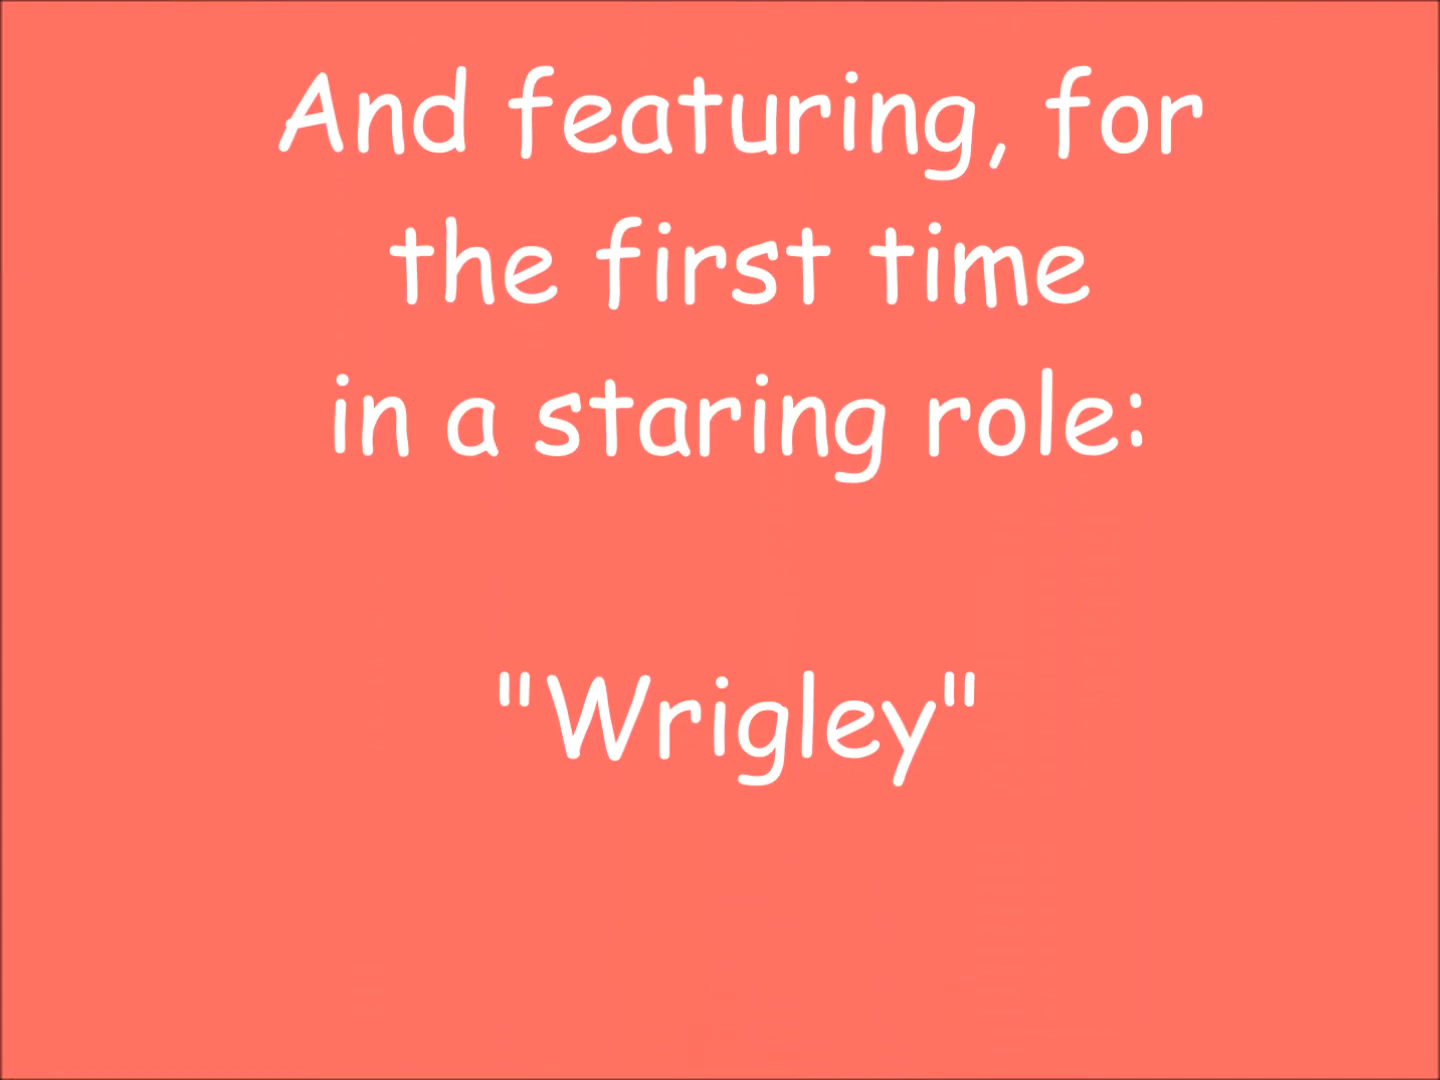 And featuring, for
the first time
in a staring role:
"Wrigley"